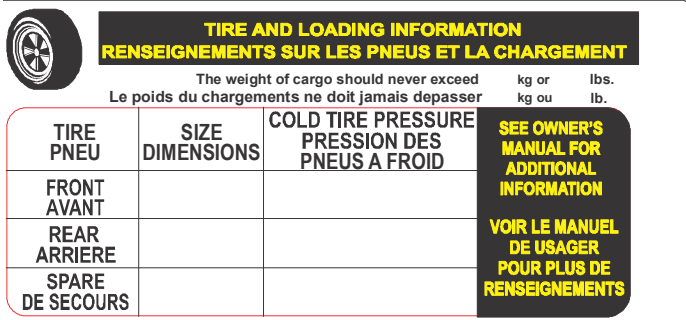 TIRE AND LOADING INFORMATION
RENSEIGNEMENTS SUR LES PNEUS ET LA CHARGEMENT
The weight of cargo should never exceed kg or lbs.
Le poids du chargements ne doit jamais depasser kg ou lb.
TIRE
PNEU
SIZE
DIMENSIONS
COLD TIRE PRESSURE
PRESSION DES
PNEUS A FROID
FRONT
AVANT
REAR
ARRIERE
SPARE
DE SECOURS
SEE OWNER'S
MANUAL FOR
ADDITIONAL
INFORMATION
VOIR LE MANUEL
DE USAGER
POUR PLUS DE
RENSEIGNEMENTS